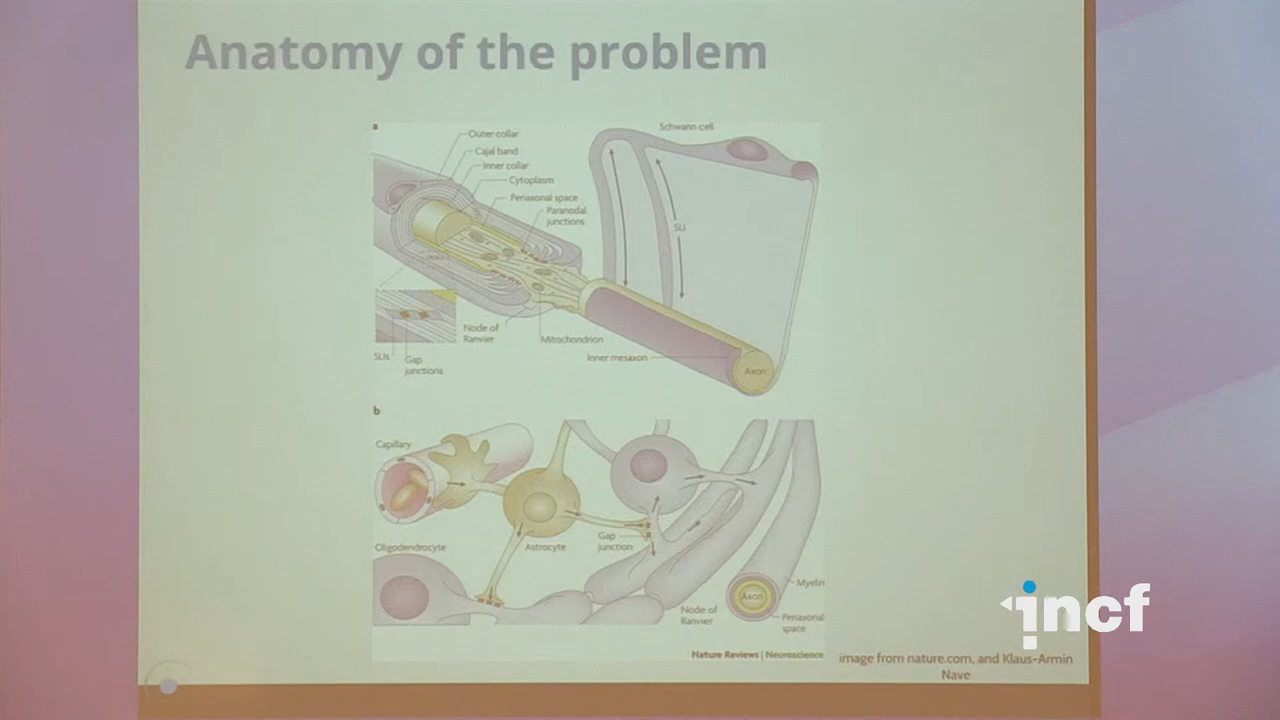 Anatomy of the problem
a
Outer collar
Cajal band
Inner collar
Cytoplasm
Periaxonal space
Paranodal
junctions
Schwann cell
SLI
SLIs
Gap
junctions
Node of
Ranvier
Mitochondrion
Inner mesaxon
Axon
b
Capillary
Oligodendrocyte
Astrocyte
Gap
junction
Node of
Ranvier
Axon
Myelin
Periaxonal
space
Nature Reviews | Neuroscience
image from nature.com, and Klaus-Armin
Nave
incf